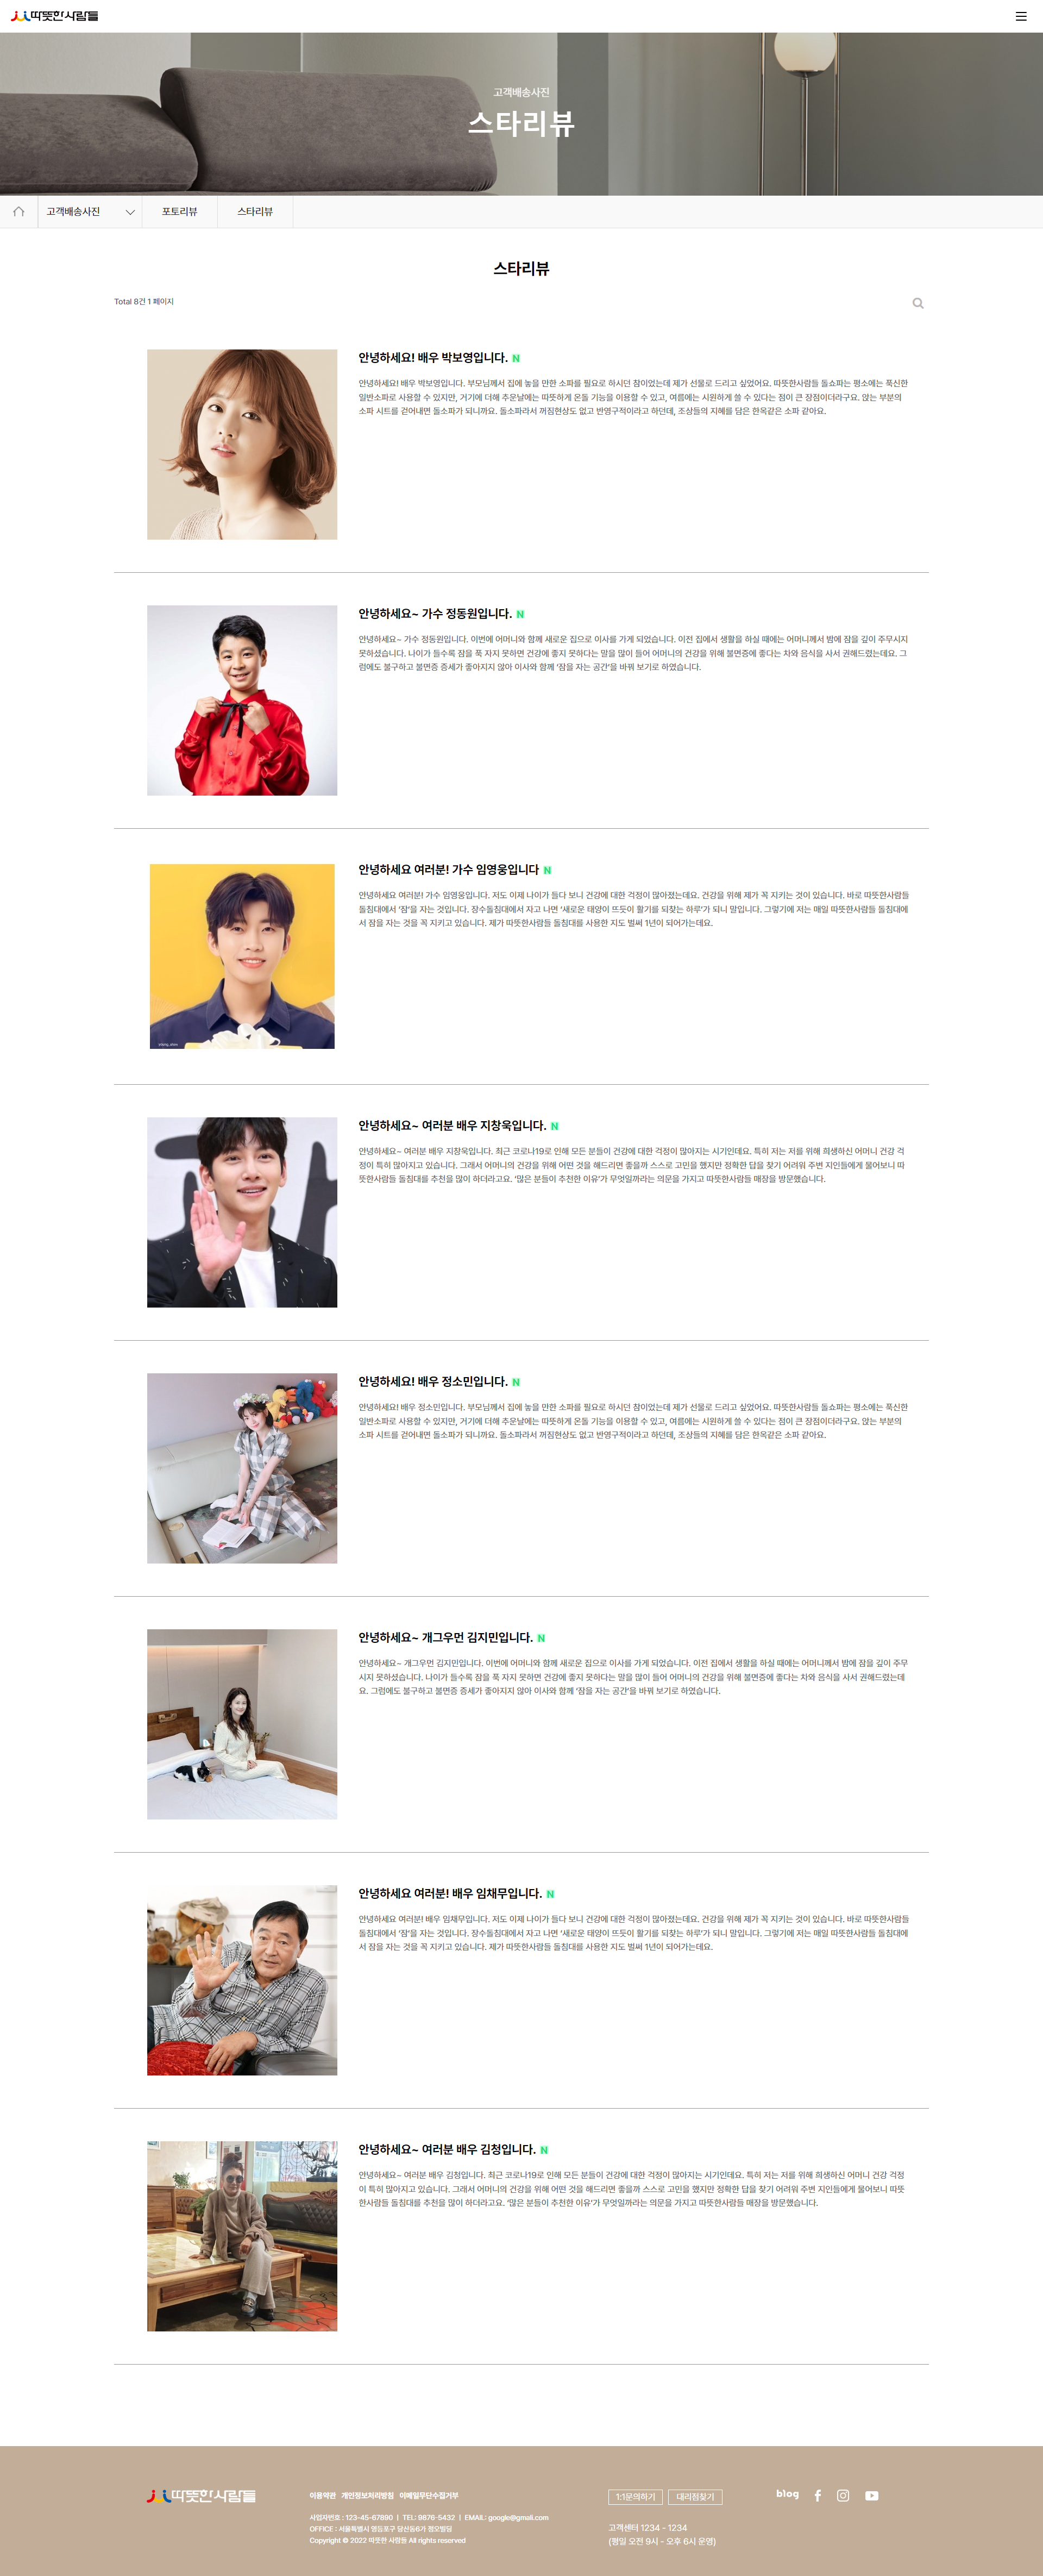 따뜻한사람들
고객배송사진
스타리뷰
고객배송사진
포토리뷰
스타리뷰
스타리뷰
Total 8건 1 페이지
안녕하세요! 배우 박보영입니다. N
안녕하세요! 배우 박보영입니다. 부모님께서 집에 놓을 만한 소파를 필요로 하시던 참이었는데 제가 선물로 드리고 싶었어요. 따뜻한사람들 돌쇼파는 평소에는 푹신한
일반소파로 사용할 수 있지만, 거기에 더해 추운날에는 따뜻하게 온돌 기능을 이용할 수 있고, 여름에는 시원하게 쓸 수 있다는 점이 큰 장점이더라구요. 앉는 부분의
소파 시트를 걷어내면 돌소파가 되니까요. 돌소파라서 꺼짐현상도 없고 반영구적이라고 하던데, 조상들의 지혜를 담은 한옥같은 소파 같아요.
안녕하세요~ 가수 정동원입니다. N
안녕하세요~ 가수 정동원입니다. 이번에 어머니와 함께 새로운 집으로 이사를 가게 되었습니다. 이전 집에서 생활을 하실 때에는 어머니께서 밤에 잠을 깊이 주무시지
못하셨습니다. 나이가 들수록 잠을 푹 자지 못하면 건강에 좋지 못하다는 말을 많이 들어 어머니의 건강을 위해 불면증에 좋다는 차와 음식을 사서 권해드렸는데요. 그
럼에도 불구하고 불면증 증세가 좋아지지 않아 이사와 함께 ‘잠을 자는 공간’을 바꿔 보기로 하였습니다.
안녕하세요 여러분! 가수 임영웅입니다 N
안녕하세요 여러분! 가수 임영웅입니다. 저도 이제 나이가 들다 보니 건강에 대한 걱정이 많아졌는데요. 건강을 위해 제가 꼭 지키는 것이 있습니다. 바로 따뜻한사람들
돌침대에서 ‘잠’을 자는 것입니다. 장수돌침대에서 자고 나면 ‘새로운 태양이 뜨듯이 활기를 되찾는 하루’가 되니 말입니다. 그렇기에 저는 매일 따뜻한사람들 돌침대에
서 잠을 자는 것을 꼭 지키고 있습니다. 제가 따뜻한사람들 돌침대를 사용한 지도 벌써 1년이 되어가는데요.
안녕하세요~ 여러분 배우 지창욱입니다. N
안녕하세요~ 여러분 배우 지창욱입니다. 최근 코로나19로 인해 모든 분들이 건강에 대한 걱정이 많아지는 시기인데요. 특히 저는 저를 위해 희생하신 어머니 건강 걱
정이 특히 많아지고 있습니다. 그래서 어머니의 건강을 위해 어떤 것을 해드리면 좋을까 스스로 고민을 했지만 정확한 답을 찾기 어려워 주변 지인들에게 물어보니 따
뜻한사람들 돌침대를 추천을 많이 하더라고요. ‘많은 분들이 추천한 이유’가 무엇일까라는 의문을 가지고 따뜻한사람들 매장을 방문했습니다.
안녕하세요! 배우 정소민입니다. N
안녕하세요! 배우 정소민입니다. 부모님께서 집에 놓을 만한 소파를 필요로 하시던 참이었는데 제가 선물로 드리고 싶었어요. 따뜻한사람들 돌쇼파는 평소에는 푹신한
일반소파로 사용할 수 있지만, 거기에 더해 추운날에는 따뜻하게 온돌 기능을 이용할 수 있고, 여름에는 시원하게 쓸 수 있다는 점이 큰 장점이더라구요. 앉는 부분의
소파 시트를 걷어내면 돌소파가 되니까요. 돌소파라서 꺼짐현상도 없고 반영구적이라고 하던데, 조상들의 지혜를 담은 한옥같은 소파 같아요.
안녕하세요~ 개그우먼 김지민입니다. N
안녕하세요~ 개그우먼 김지민입니다. 이번에 어머니와 함께 새로운 집으로 이사를 가게 되었습니다. 이전 집에서 생활을 하실 때에는 어머니께서 밤에 잠을 깊이 주무
시지 못하셨습니다. 나이가 들수록 잠을 푹 자지 못하면 건강에 좋지 못하다는 말을 많이 들어 어머니의 건강을 위해 불면증에 좋다는 차와 음식을 사서 권해드렸는데
요. 그럼에도 불구하고 불면증 증세가 좋아지지 않아 이사와 함께 ‘잠을 자는 공간’을 바꿔 보기로 하였습니다.
안녕하세요 여러분! 배우 임채무입니다. N
안녕하세요 여러분! 배우 임채무입니다. 저도 이제 나이가 들다 보니 건강에 대한 걱정이 많아졌는데요. 건강을 위해 제가 꼭 지키는 것이 있습니다. 바로 따뜻한사람들
돌침대에서 ‘잠’을 자는 것입니다. 장수돌침대에서 자고 나면 ‘새로운 태양이 뜨듯이 활기를 되찾는 하루’가 되니 말입니다. 그렇기에 저는 매일 따뜻한사람들 돌침대에
서 잠을 자는 것을 꼭 지키고 있습니다. 제가 따뜻한사람들 돌침대를 사용한 지도 벌써 1년이 되어가는데요.
안녕하세요~ 여러분 배우 김청입니다. N
안녕하세요~ 여러분 배우 김청입니다. 최근 코로나19로 인해 모든 분들이 건강에 대한 걱정이 많아지는 시기인데요. 특히 저는 저를 위해 희생하신 어머니 건강 걱정
이 특히 많아지고 있습니다. 그래서 어머니의 건강을 위해 어떤 것을 해드리면 좋을까 스스로 고민을 했지만 정확한 답을 찾기 어려워 주변 지인들에게 물어보니 따뜻
한사람들 돌침대를 추천을 많이 하더라고요. ‘많은 분들이 추천한 이유’가 무엇일까라는 의문을 가지고 따뜻한사람들 매장을 방문했습니다.
따뜻한사람들
이용약관 개인정보처리방침 이메일무단수집거부
사업자번호 : 123-45-67890 | TEL: 9876-5432 | EMAIL: google@gmail.com
OFFICE : 서울특별시 영등포구 당산동6가 점오빌딩
Copyright © 2022 따뜻한 사람들 All rights reserved
1:1문의하기
대리점찾기
고객센터 1234 - 1234
(평일 오전 9시 - 오후 6시 운영)
blog